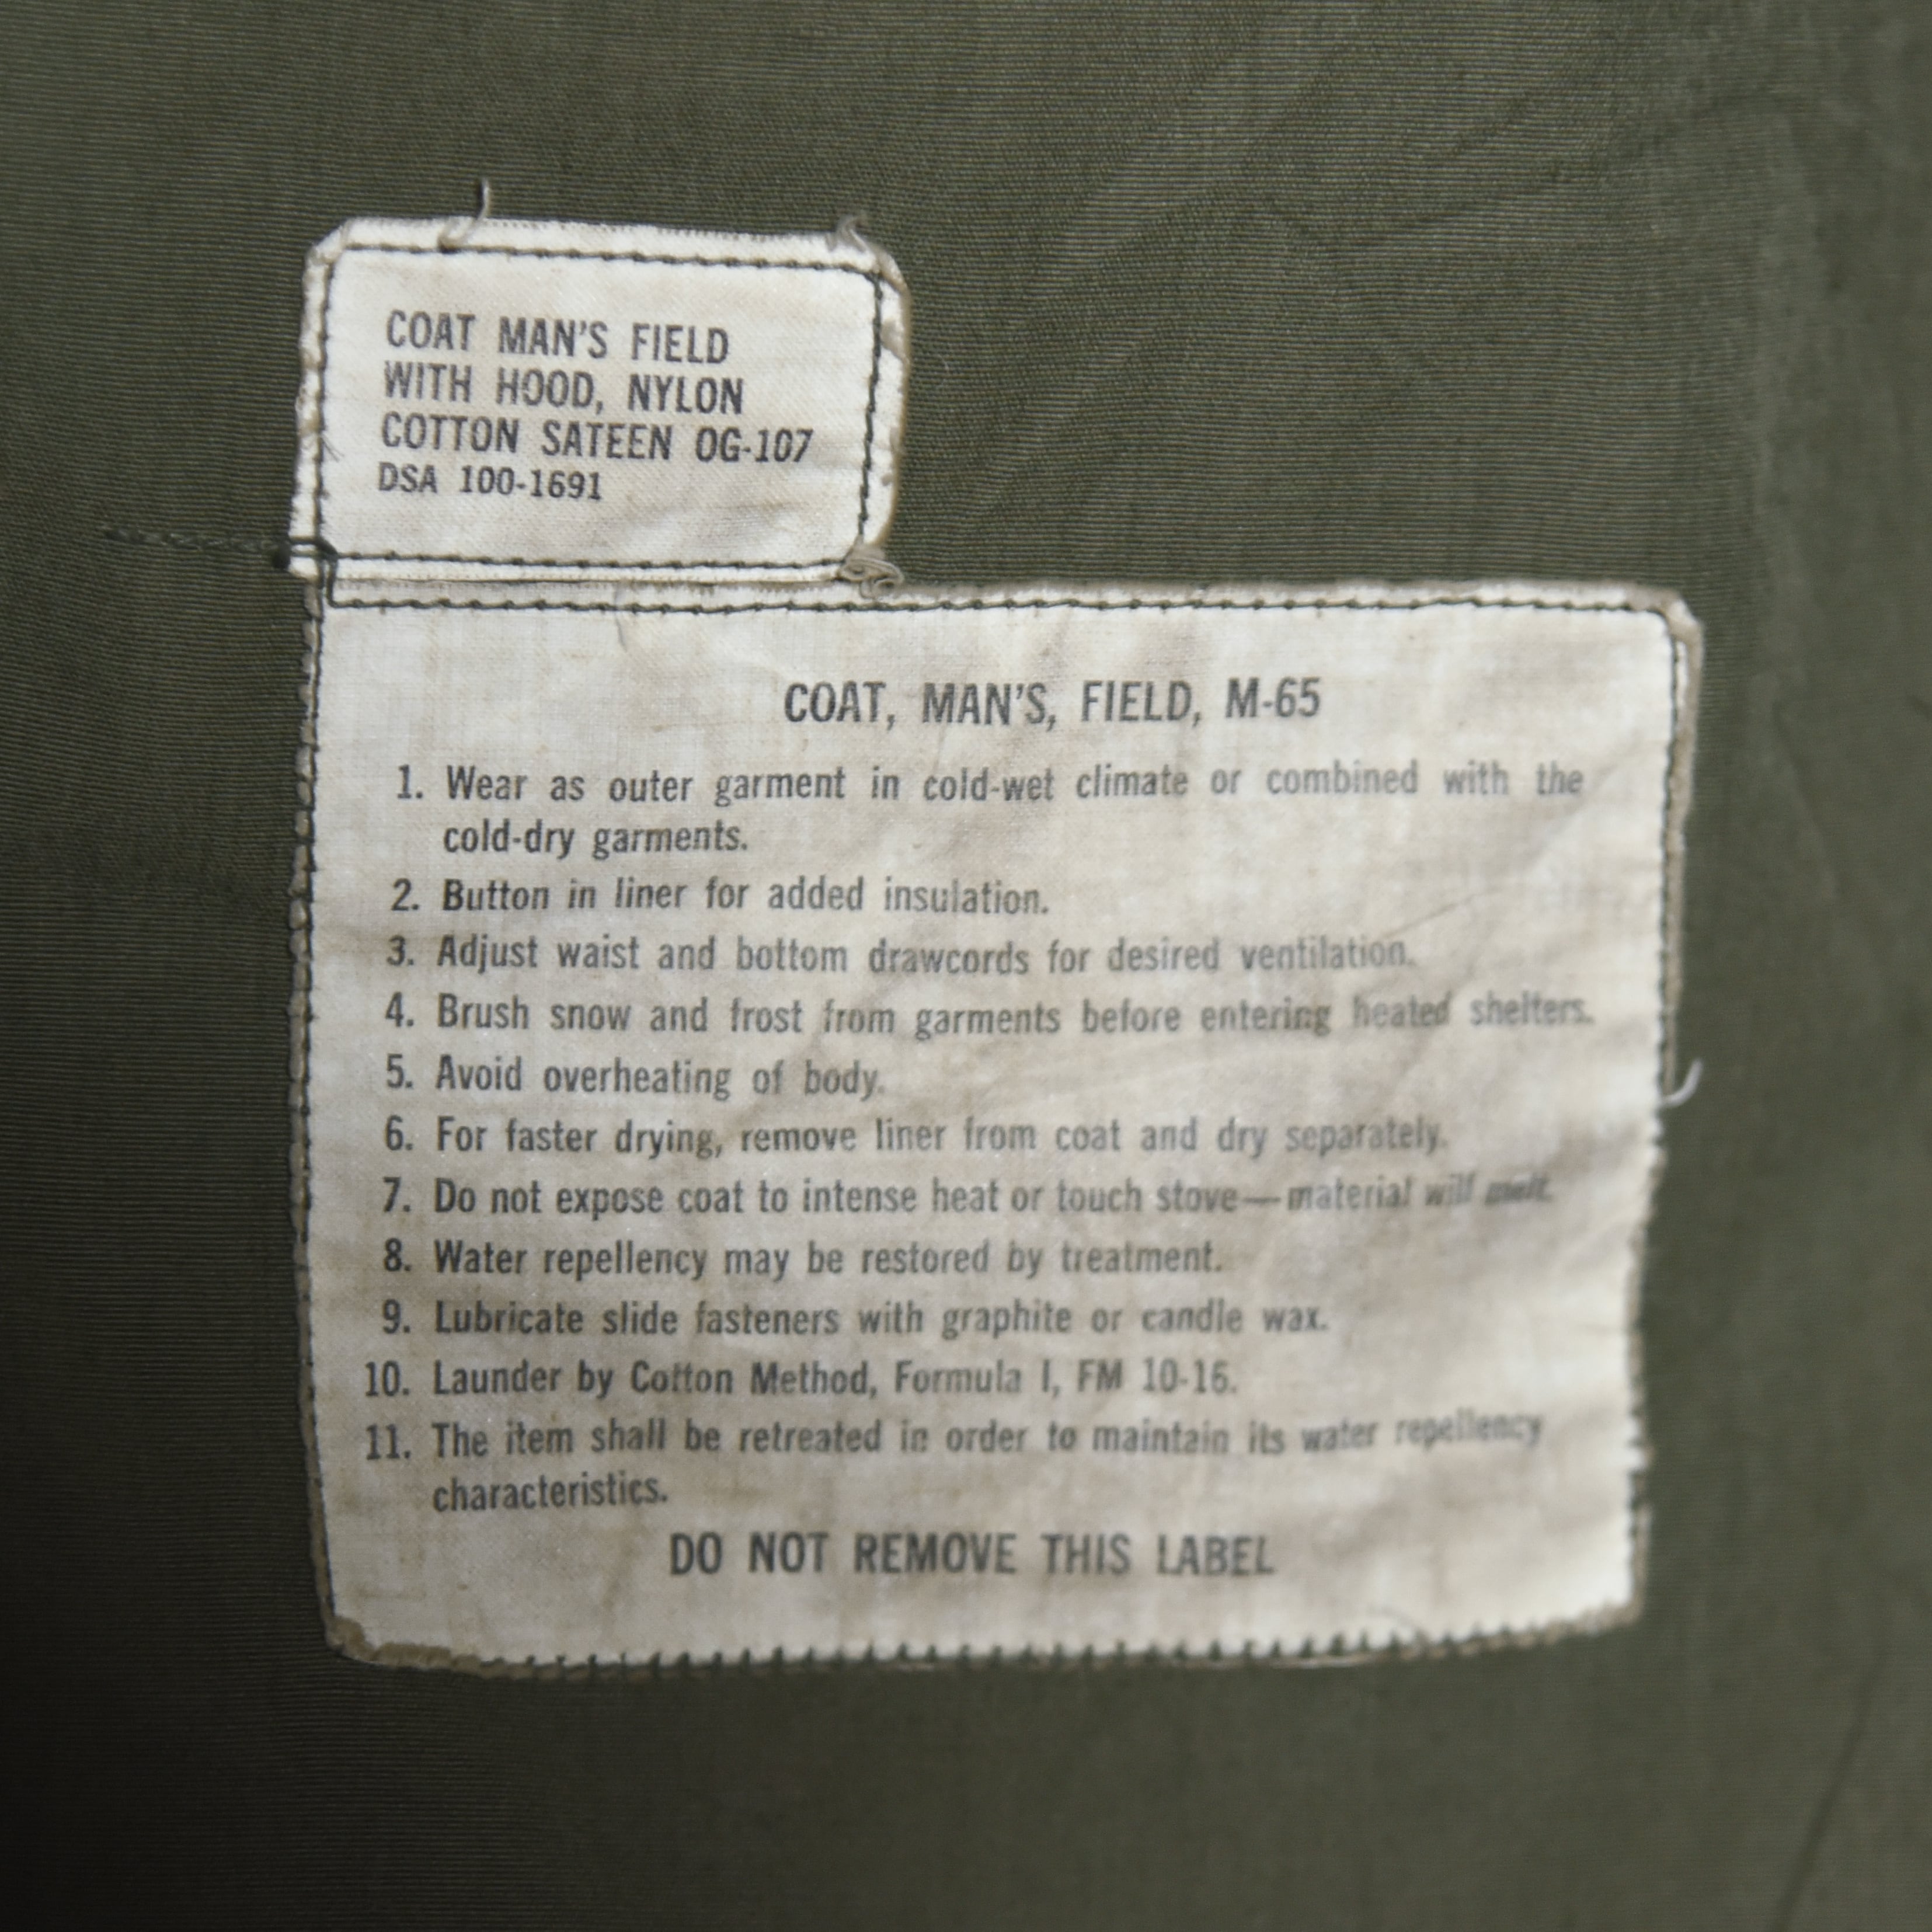 COAT MAN'S FIELD
WITH HOOD, NYLON
COTTON SATEEN OG-107
DSA 100-1691
COAT, MAN'S, FIELD, M-65
1. Wear as outer garment in cold-wet climate or combined with the
cold-dry garments.
2. Button in liner for added insulation.
3. Adjust waist and bottom drawcords for desired ventilation.
4. Brush snow and frost from garments before entering heated shelters.
5. Avoid overheating of body.
6. For faster drying, remove liner from coat and dry separately.
7. Do not expose coat to intense heat or touch stove—material will melt.
8. Water repellency may be restored by treatment.
9. Lubricate slide fasteners with graphite or candle wax.
10. Launder by Cotton Method, Formula I, FM 10-16.
11. The item shall be retreated in order to maintain its water repellency
characteristics.
DO NOT REMOVE THIS LABEL